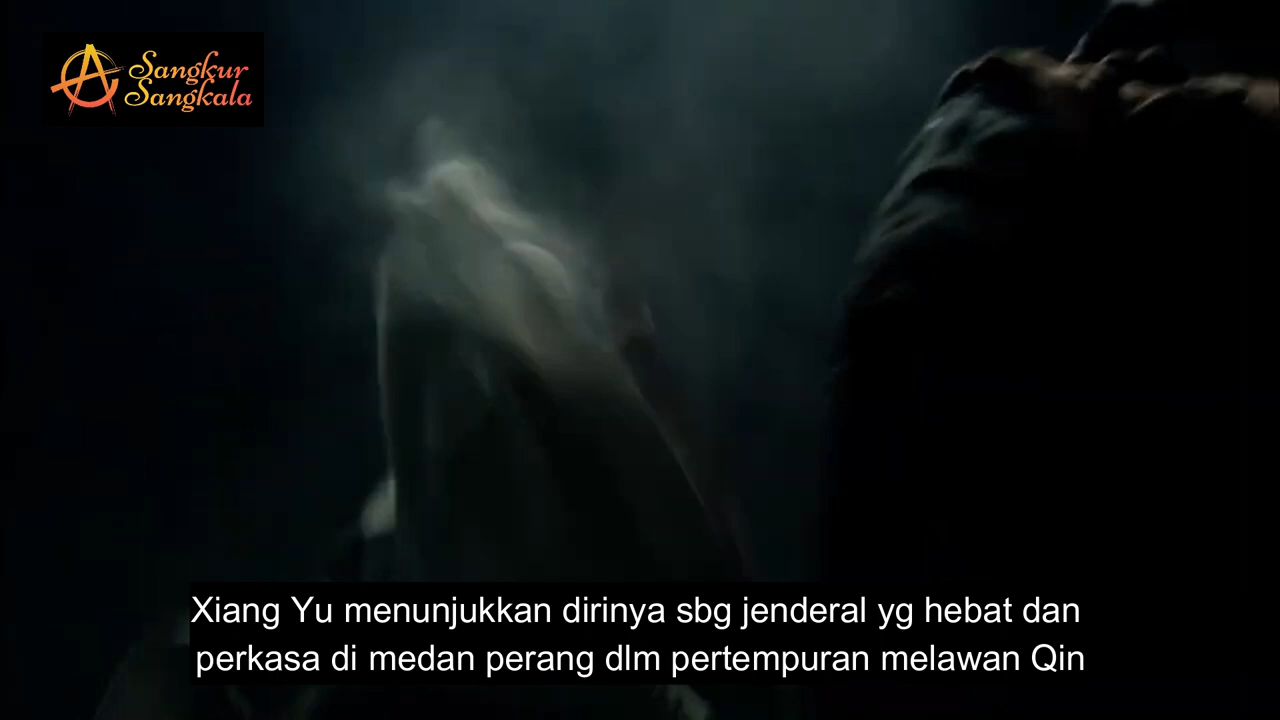 Sangkur
Sangkala
Xiang Yu menunjukkan dirinya sbg jenderal yg hebat dan
perkasa di medan perang dlm pertempuran melawan Qin